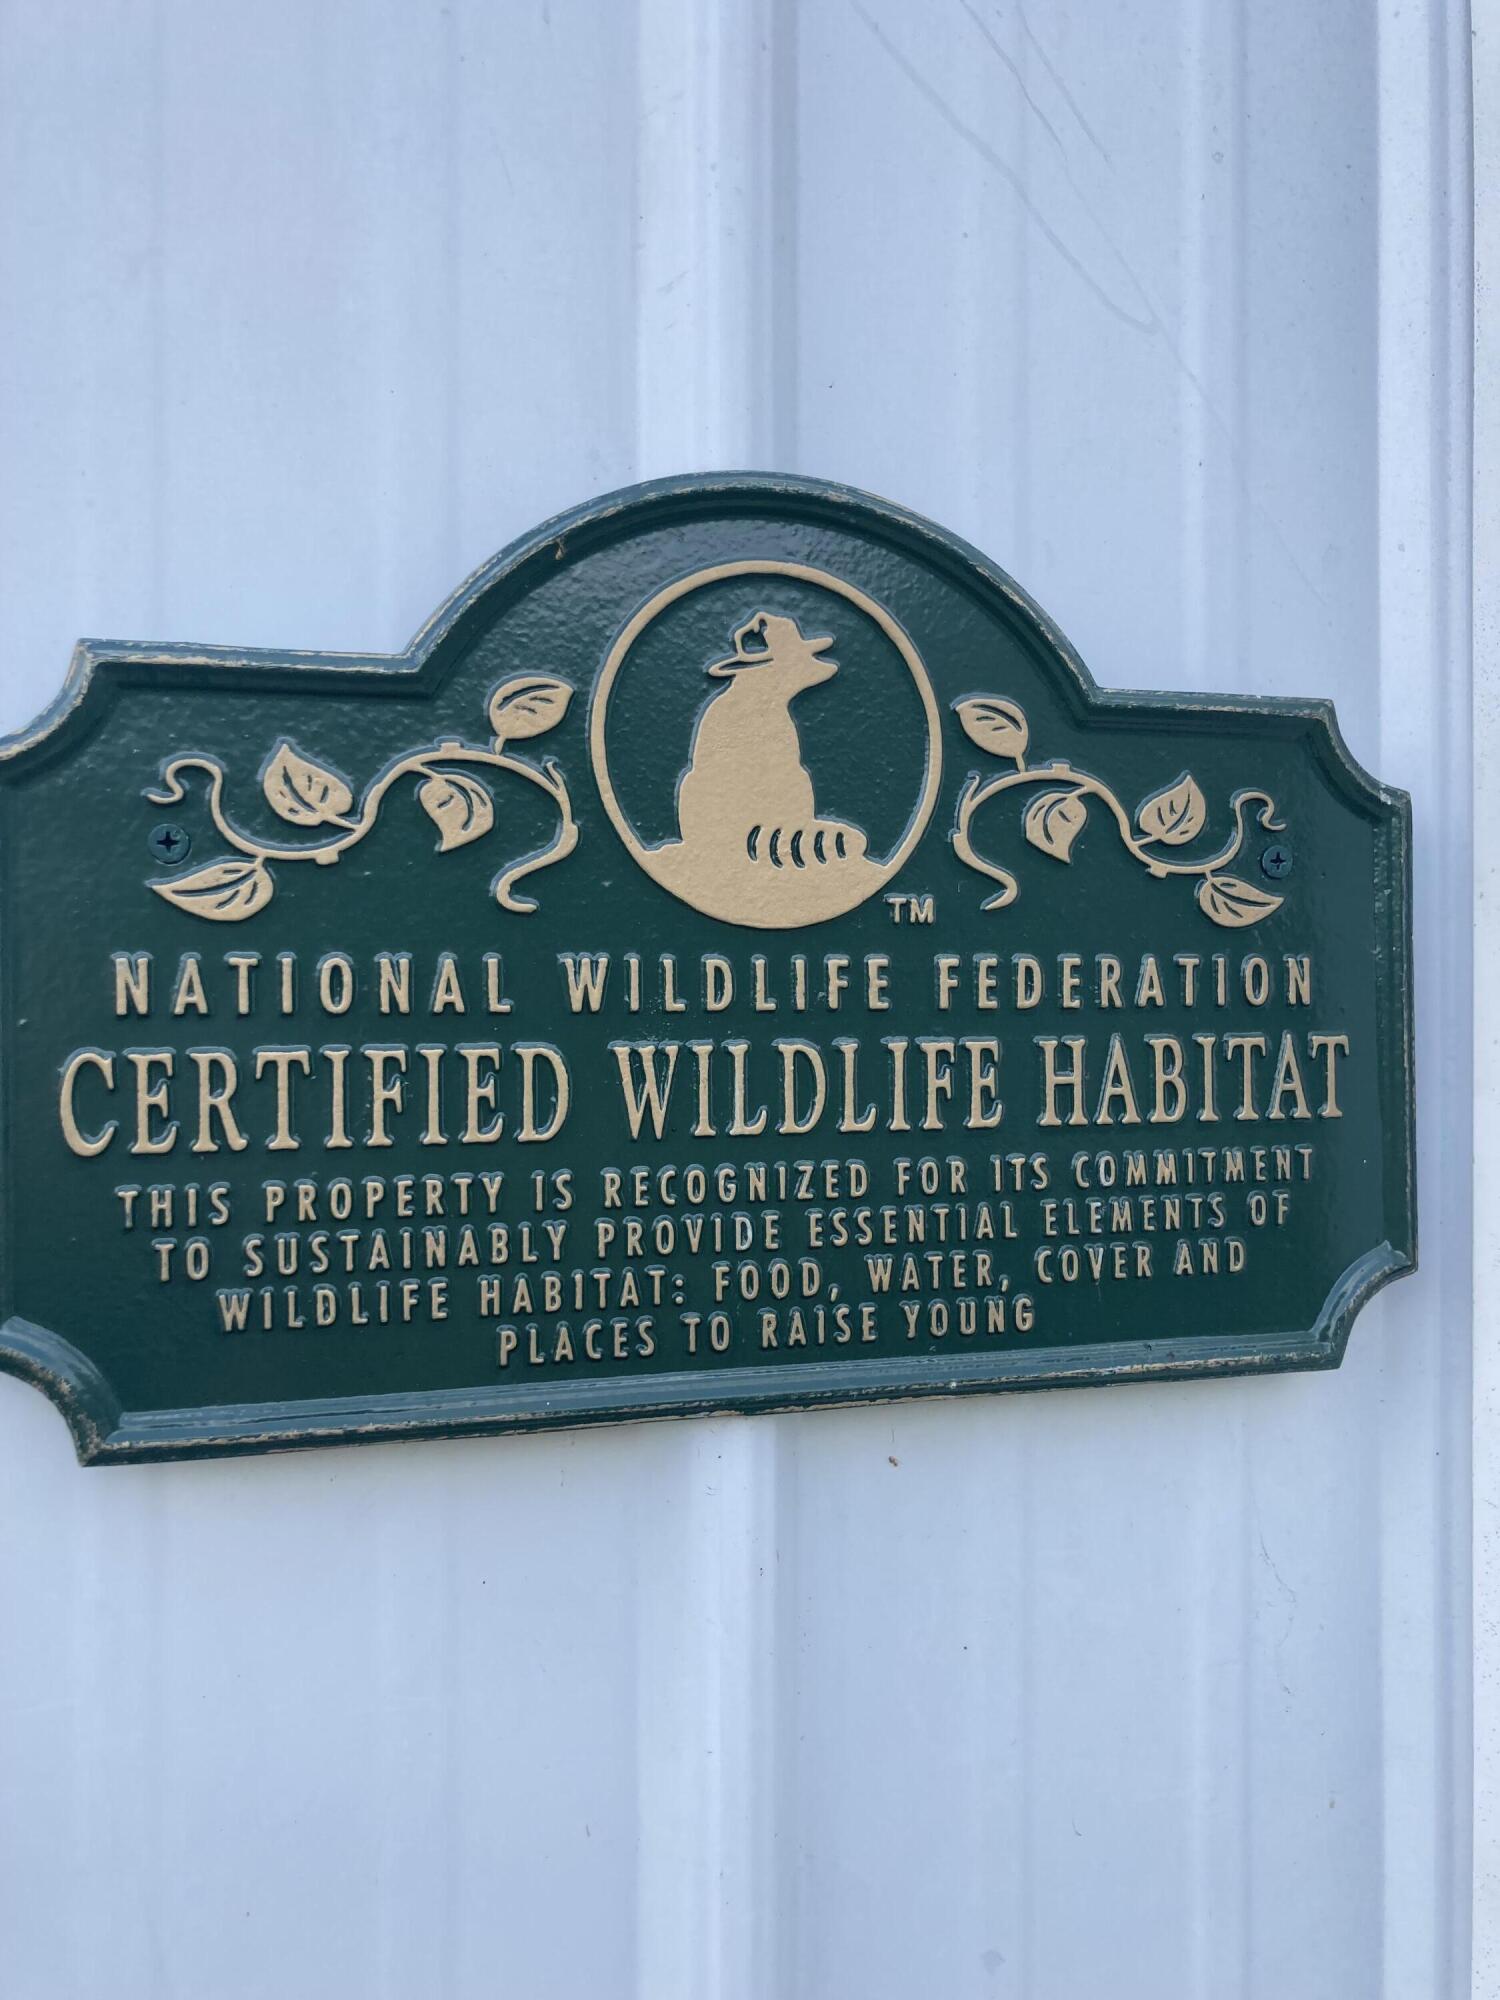 TM
NATIONAL WILDLIFE FEDERATION
CERTIFIED WILDLIFE HABITAT
THIS PROPERTY IS RECOGNIZED FOR ITS COMMITMENT
TO SUSTAINABLY PROVIDE ESSENTIAL ELEMENTS OF
WILDLIFE HABITAT: FOOD, WATER, COVER AND
PLACES TO RAISE YOUNG